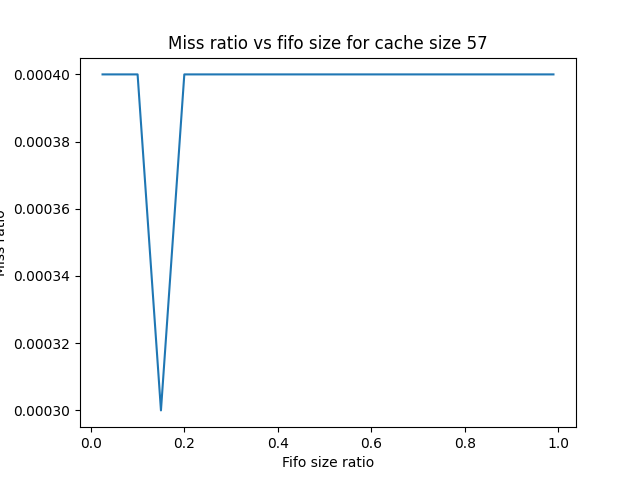 Miss ratio vs fifo size for cache size 57
0.00040
0.00038
0.00036
0.00034
0.00032
0.00030
Miss ratio
0.0 0.2 0.4 0.6 0.8 1.0
Fifo size ratio